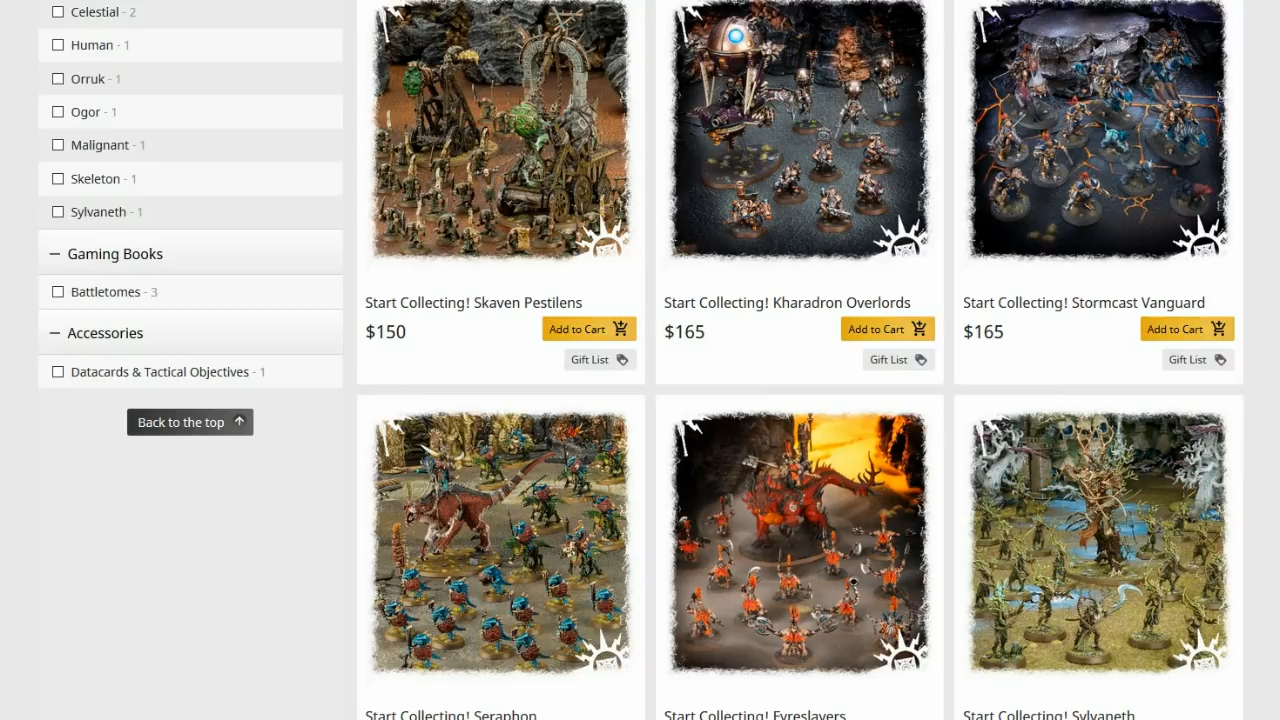 Celestial - 2
Human - 1
Orruk - 1
Ogor - 1
Malignant - 1
Skeleton - 1
Sylvaneth - 1
Gaming Books
Battletomes - 3
Accessories
Datacards & Tactical Objectives - 1
Back to the top
Start Collecting! Skaven Pestilens
$150
Add to Cart
Gift List
Start Collecting! Kharadron Overlords
$165
Add to Cart
Gift List
Start Collecting! Stormcast Vanguard
$165
Add to Cart
Gift List
Start Collecting! Seraphon
Start Collecting! Fyreslayers
Start Collecting! Sylvaneth